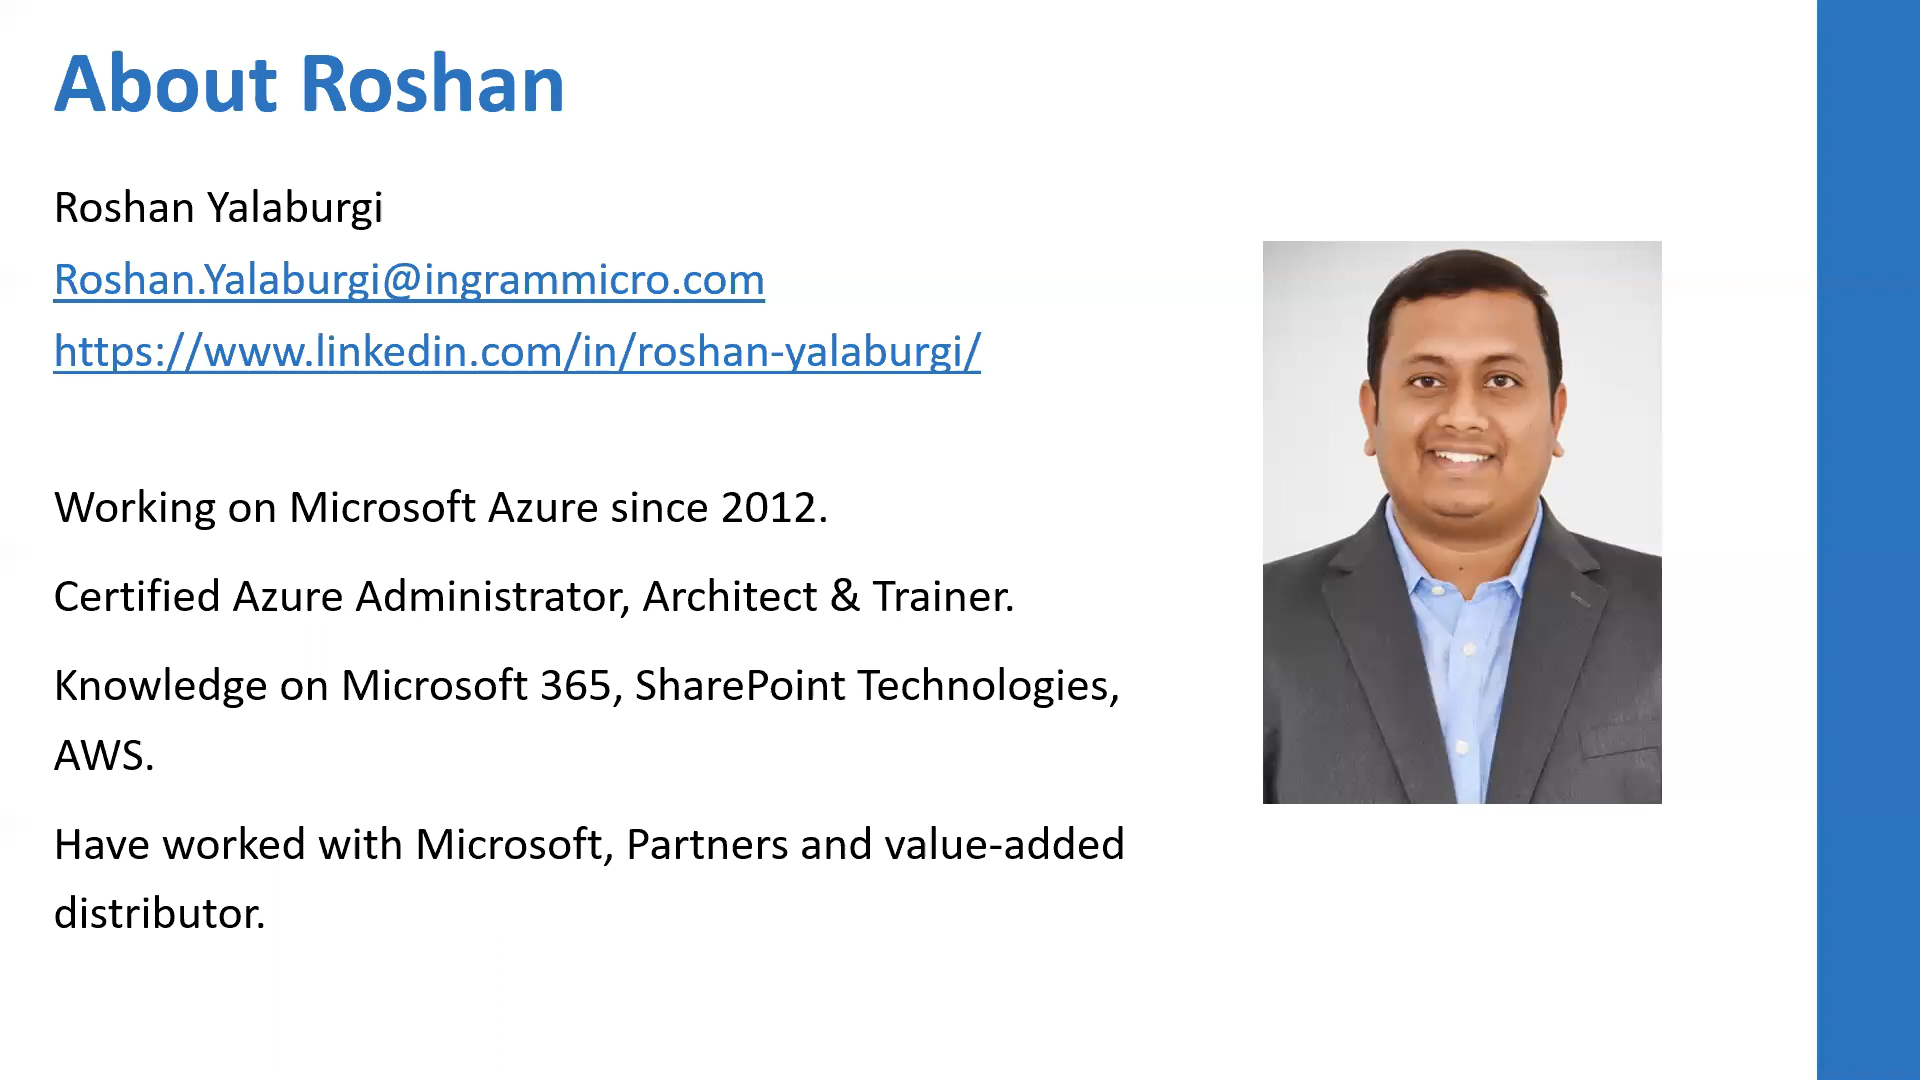 About Roshan
Roshan Yalaburgi
Roshan.Yalaburgi@ingrammicro.com
https://www.linkedin.com/in/roshan-yalaburgi/
Working on Microsoft Azure since 2012.
Certified Azure Administrator, Architect & Trainer.
Knowledge on Microsoft 365, SharePoint Technologies,
AWS.
Have worked with Microsoft, Partners and value-added
distributor.